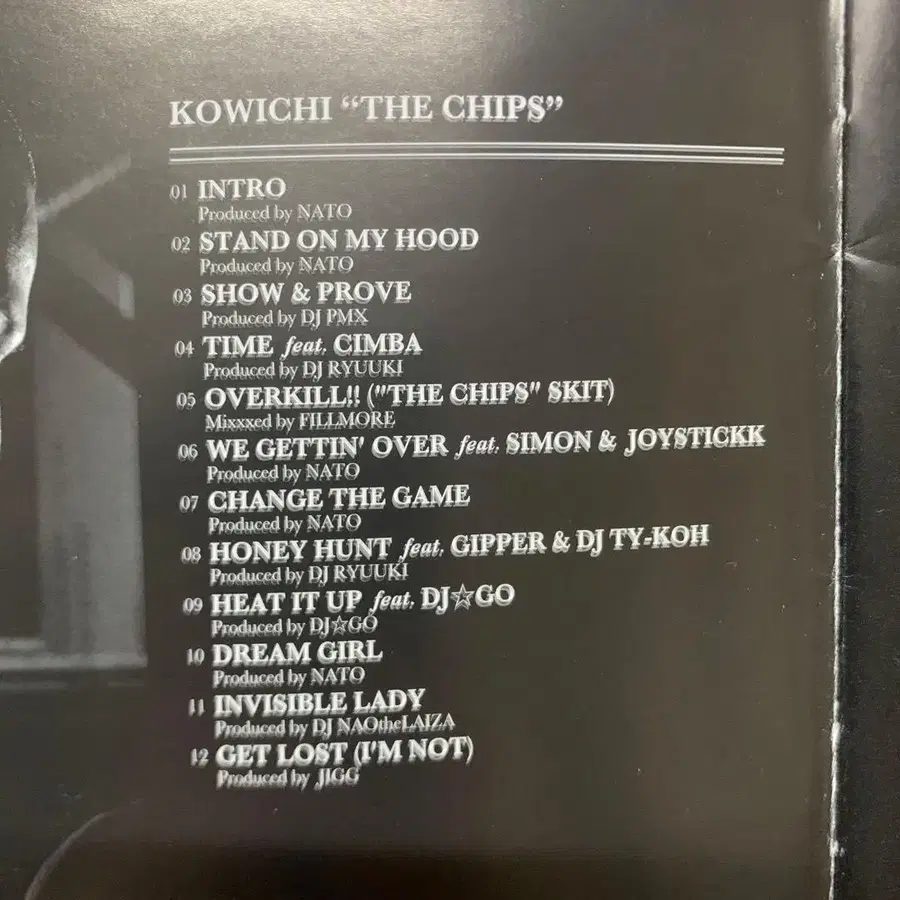 KOWICHI “THE CHIPS”
01 INTRO
Produced by NATO
02 STAND ON MY HOOD
Produced by NATO
03 SHOW & PROVE
Produced by DJ PMX
04 TIME feat. CIMBA
Produced by DJ RYUUKI
05 OVERKILL!! ("THE CHIPS" SKIT)
Mixxxed by FILLMORE
06 WE GETTIN' OVER feat. SIMON & JOYSTICKK
Produced by NATO
07 CHANGE THE GAME
Produced by NATO
08 HONEY HUNT feat. GIPPER & DJ TY-KOH
Produced by DJ RYUUKI
09 HEAT IT UP feat. DJ☆GO
Produced by DJ☆GO
10 DREAM GIRL
Produced by NATO
11 INVISIBLE LADY
Produced by DJ NAOtheLAIZA
12 GET LOST (I'M NOT)
Produced by JIGG